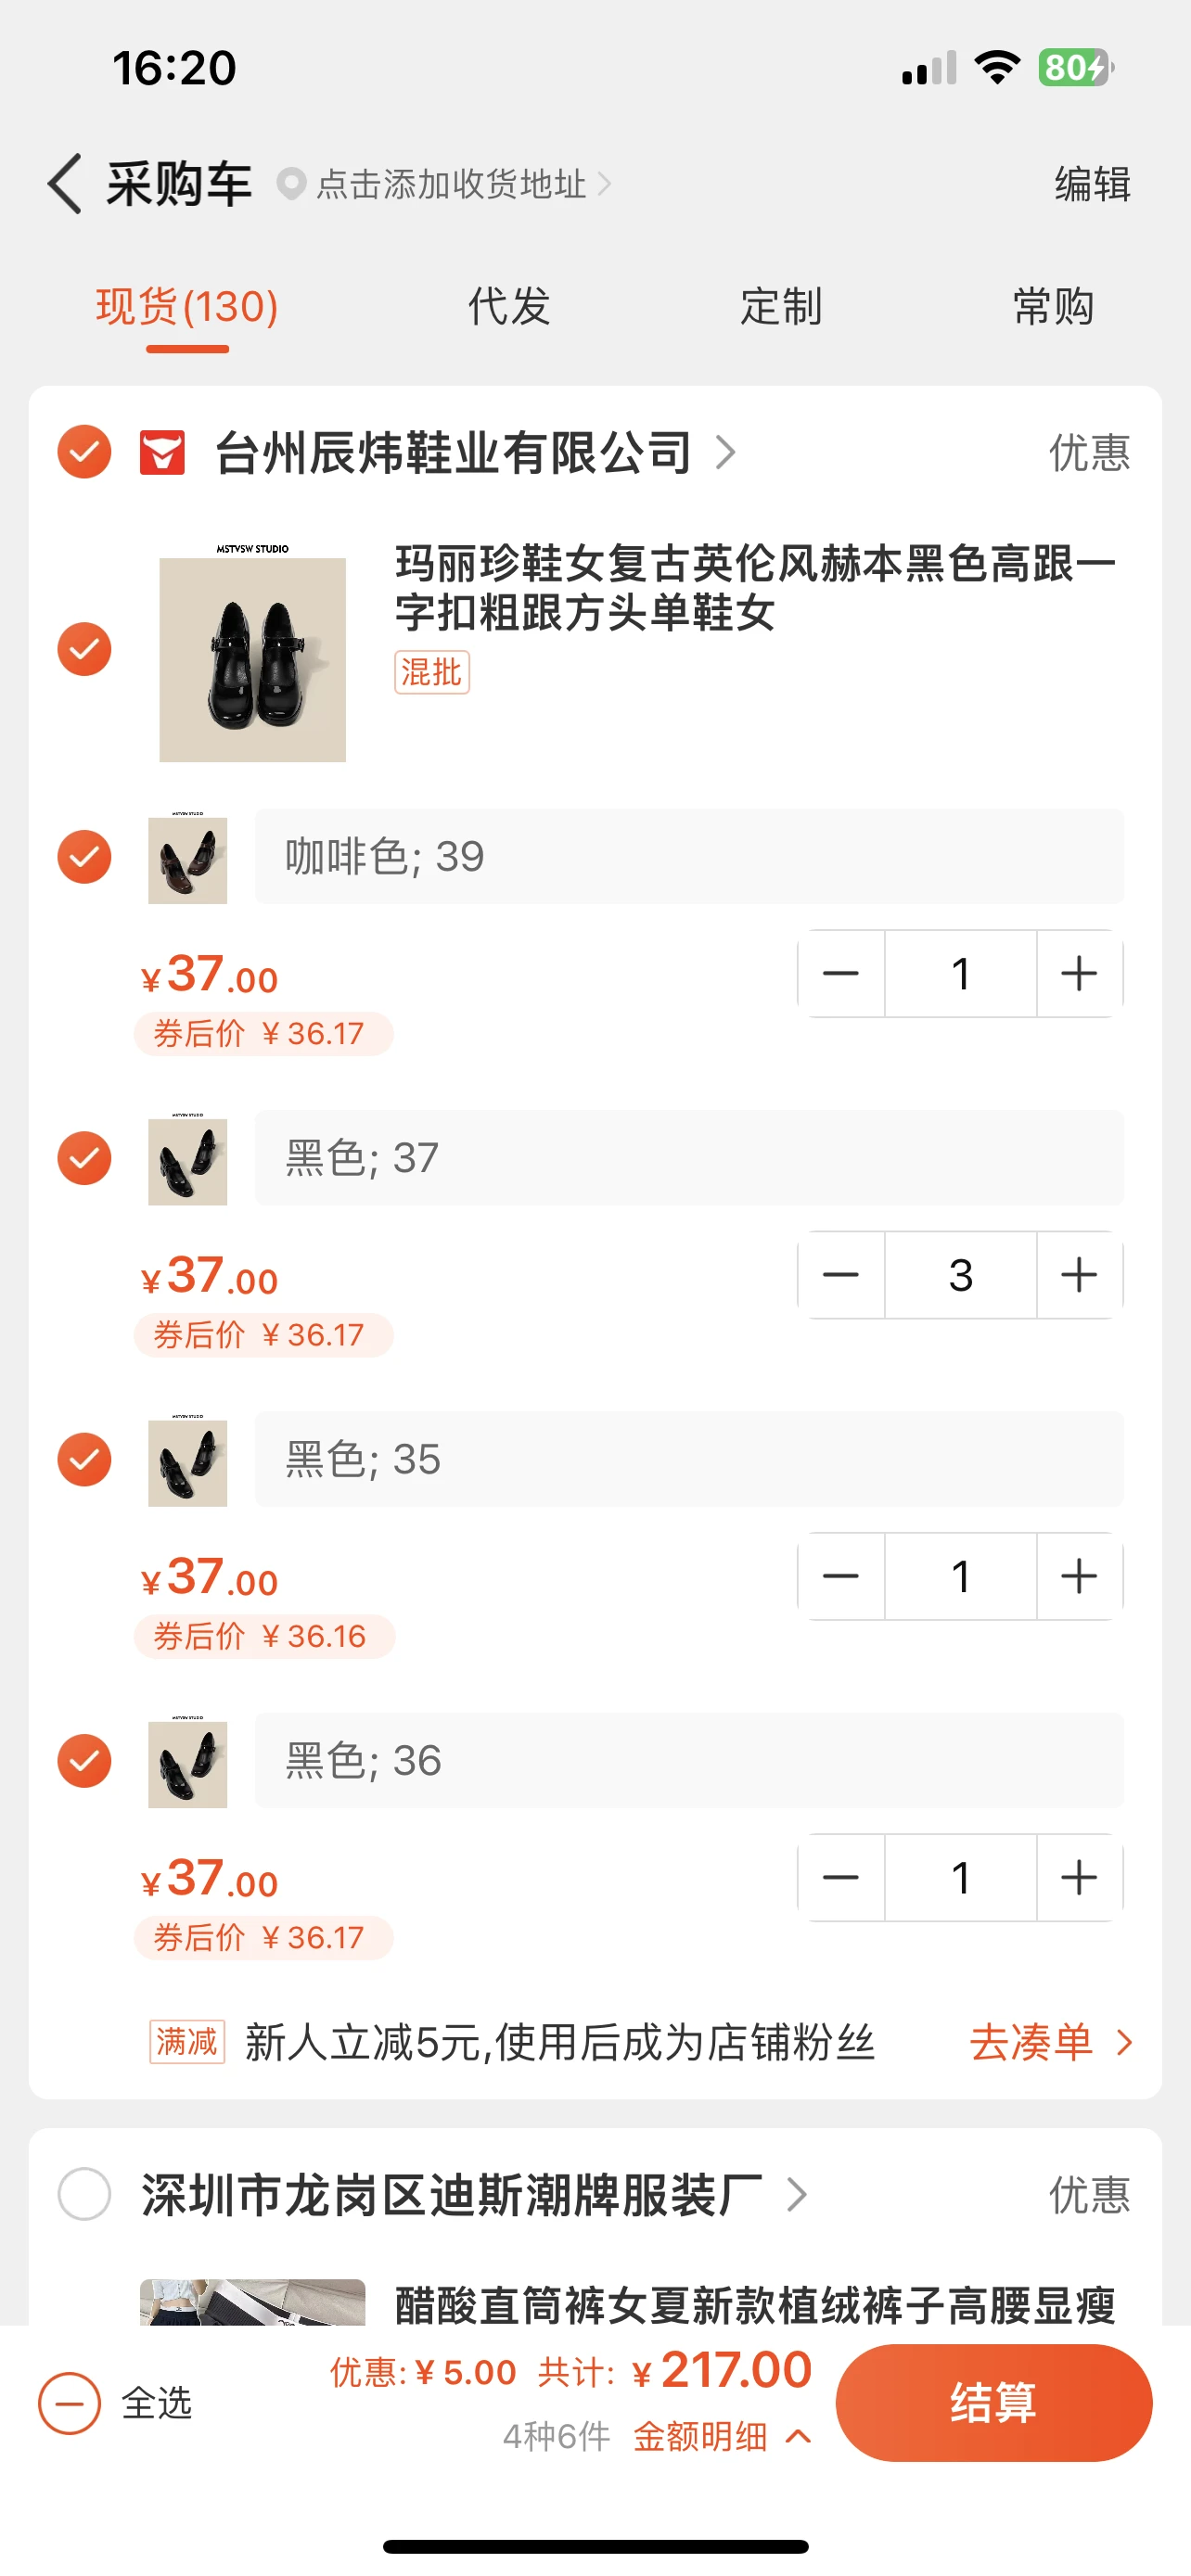 16:20
80
采购车 点击添加收货地址
编辑
现货(130) 代发 定制 常购
台州辰炜鞋业有限公司 优惠
MSTVSW STUDIO
玛丽珍鞋女复古英伦风赫本黑色高跟一
字扣粗跟方头单鞋女
混批
MSTVSW STUDIO
咖啡色; 39
¥37.00
1
券后价 ¥36.17
MSTVSW STUDIO
黑色; 37
¥37.00
3
券后价 ¥36.17
MSTVSW STUDIO
黑色; 35
¥37.00
1
券后价 ¥36.16
MSTVSW STUDIO
黑色; 36
¥37.00
1
券后价 ¥36.17
满减 新人立减5元,使用后成为店铺粉丝 去凑单
深圳市龙岗区迪斯潮牌服装厂 优惠
醋酸直筒裤女夏新款植绒裤子高腰显瘦
全选
优惠:¥5.00 共计: ¥217.00
4种6件 金额明细
结算